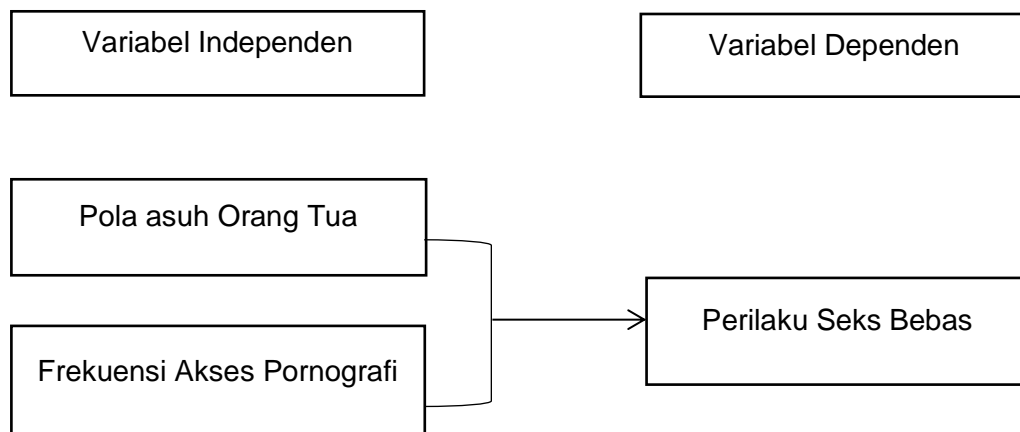 Variabel Independen
Variabel Dependen
Pola asuh Orang Tua
Perilaku Seks Bebas
Frekuensi Akses Pornografi